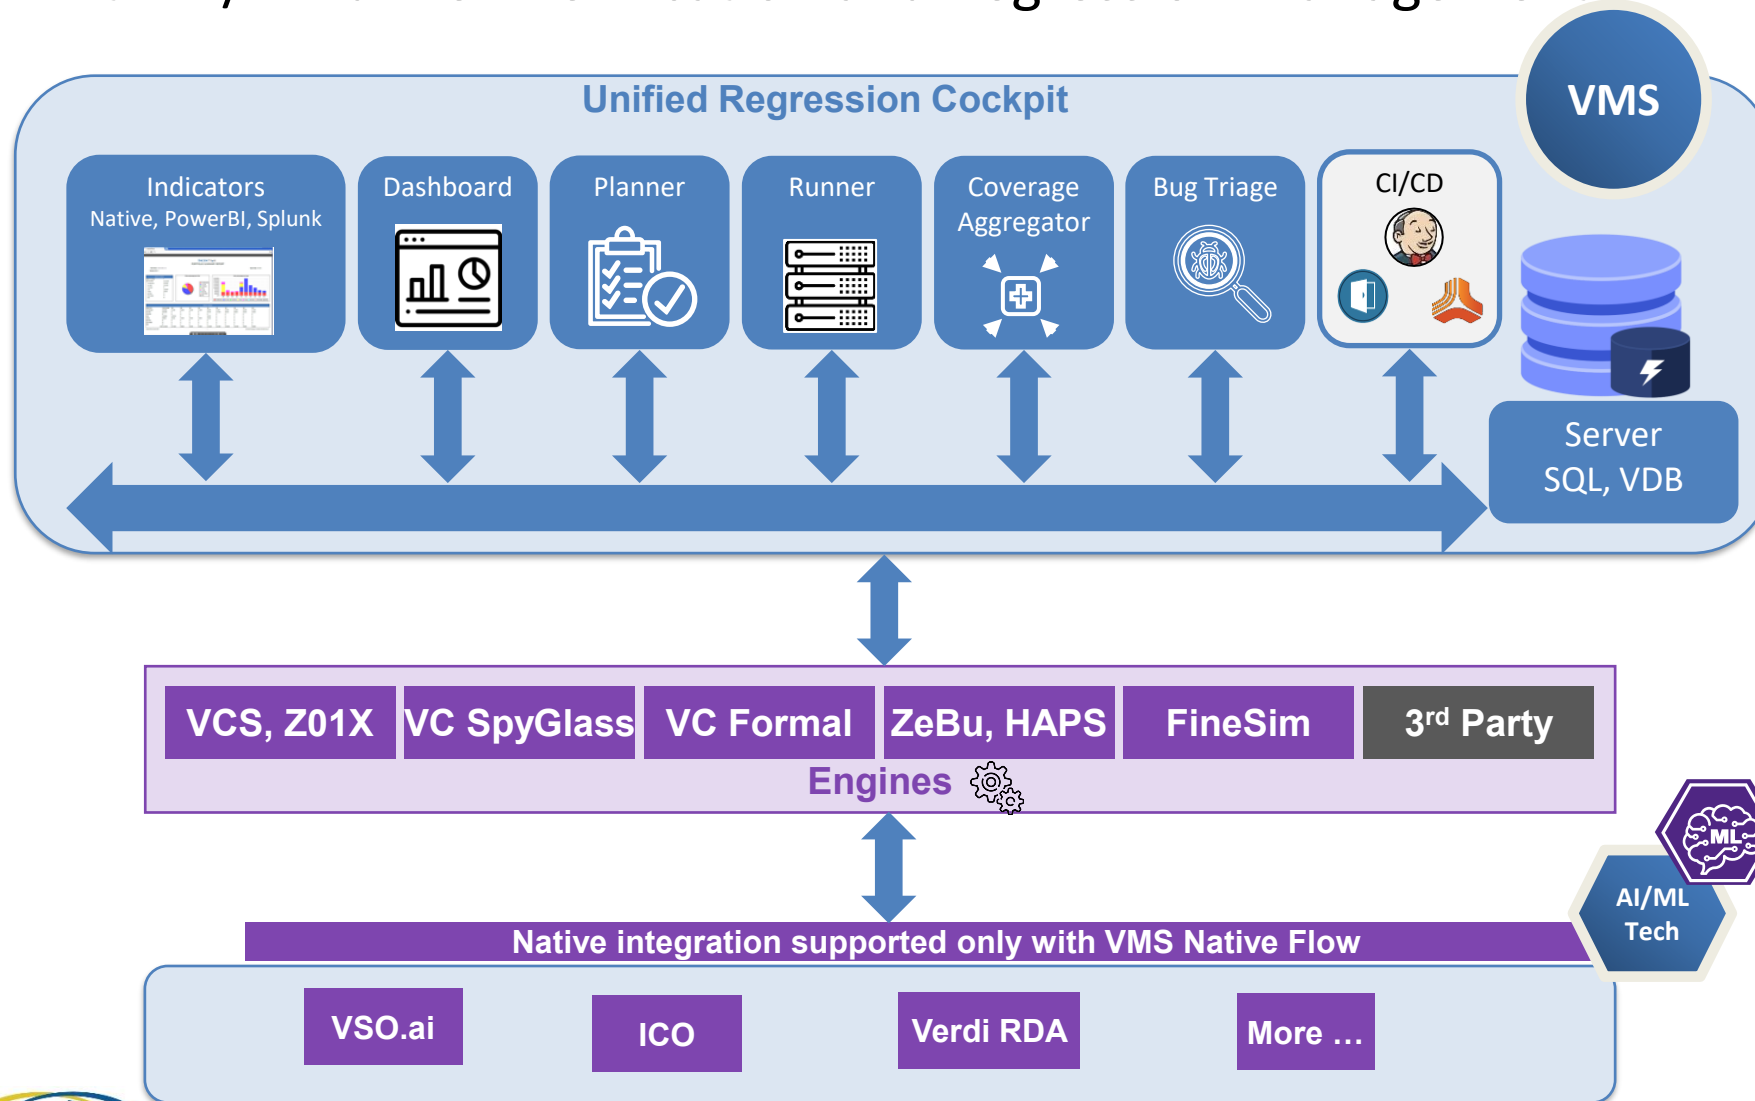 Unified Regression Cockpit
VMS
Indicators
Native, PowerBI, Splunk
Dashboard
Planner
Runner
Coverage
Aggregator
Bug Triage
CI/CD
Server
SQL, VDB
VCS, Z01X
VC SpyGlass
VC Formal
ZeBu, HAPS
FineSim
3rd Party
Engines
ML
AI/ML
Tech
Native integration supported only with VMS Native Flow
VSO.ai
ICO
Verdi RDA
More …